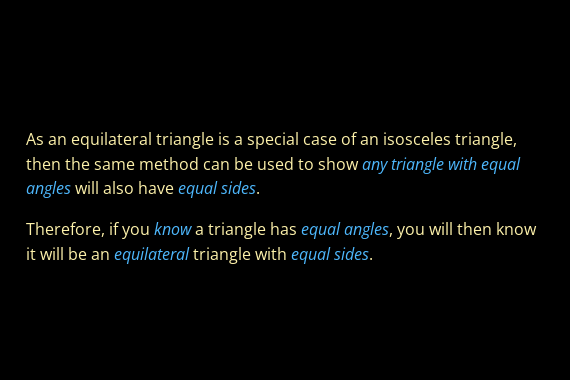 As an equilateral triangle is a special case of an isosceles triangle,
then the same method can be used to show any triangle with equal
angles will also have equal sides.
Therefore, if you know a triangle has equal angles, you will then know
it will be an equilateral triangle with equal sides.